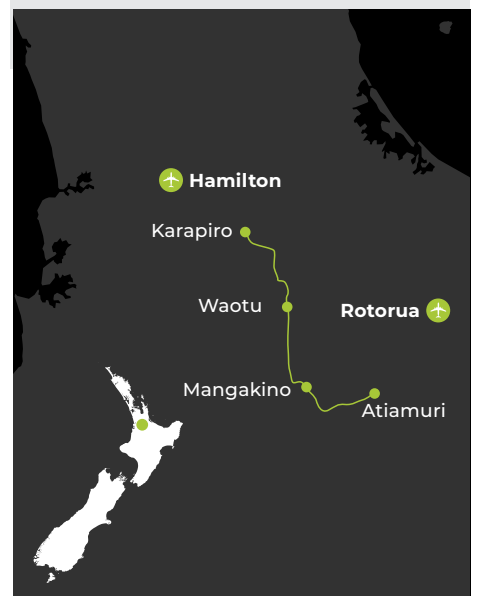 Hamilton
Karapiro
Waotu
Rotorua
Mangakino
Atiamuri